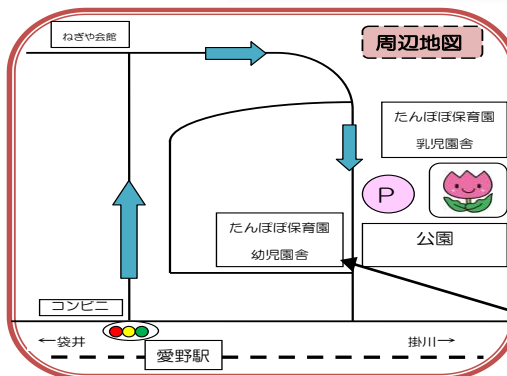 ねぎや会館
周辺地図
たんぽぽ保育園
乳児園舎
P
たんぽぽ保育園
幼児園舎
公園
コンビニ
←袋井
愛野駅
掛川→